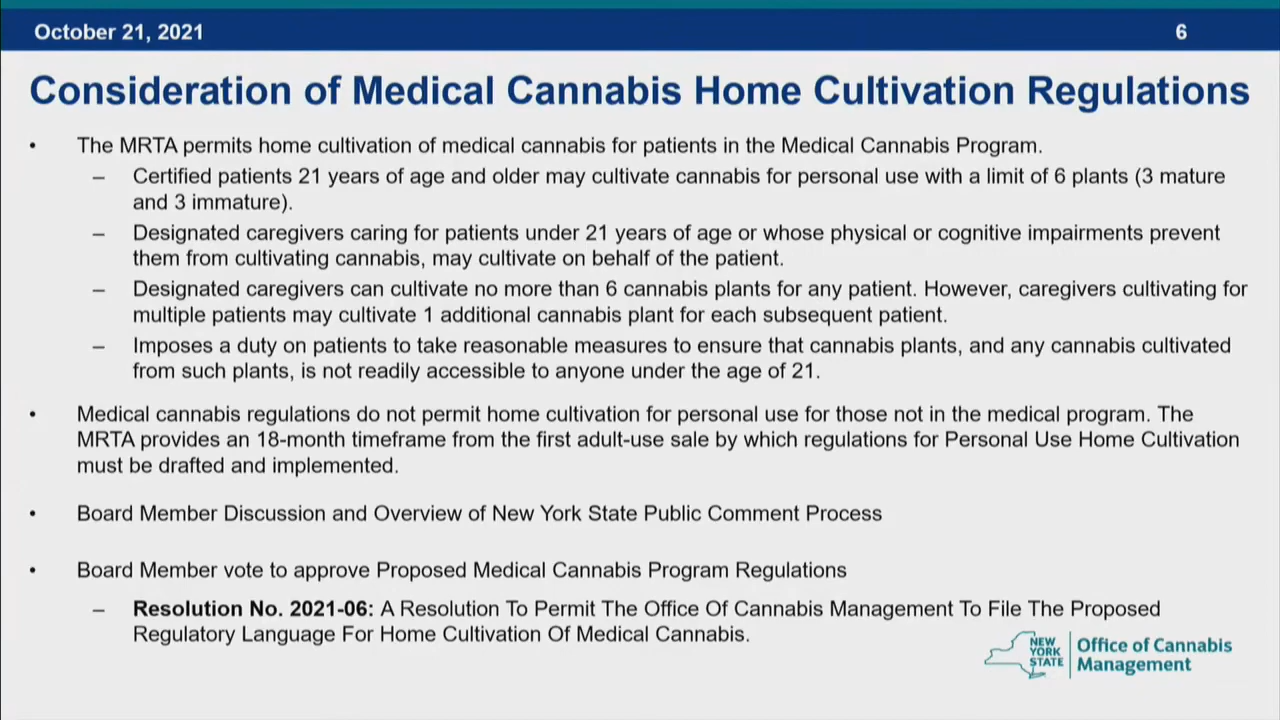 October 21, 2021
6
Consideration of Medical Cannabis Home Cultivation Regulations
• The MRTA permits home cultivation of medical cannabis for patients in the Medical Cannabis Program.
– Certified patients 21 years of age and older may cultivate cannabis for personal use with a limit of 6 plants (3 mature
and 3 immature).
– Designated caregivers caring for patients under 21 years of age or whose physical or cognitive impairments prevent
them from cultivating cannabis, may cultivate on behalf of the patient.
– Designated caregivers can cultivate no more than 6 cannabis plants for any patient. However, caregivers cultivating for
multiple patients may cultivate 1 additional cannabis plant for each subsequent patient.
– Imposes a duty on patients to take reasonable measures to ensure that cannabis plants, and any cannabis cultivated
from such plants, is not readily accessible to anyone under the age of 21.
• Medical cannabis regulations do not permit home cultivation for personal use for those not in the medical program. The
MRTA provides an 18-month timeframe from the first adult-use sale by which regulations for Personal Use Home Cultivation
must be drafted and implemented.
• Board Member Discussion and Overview of New York State Public Comment Process
• Board Member vote to approve Proposed Medical Cannabis Program Regulations
– Resolution No. 2021-06: A Resolution To Permit The Office Of Cannabis Management To File The Proposed
Regulatory Language For Home Cultivation Of Medical Cannabis.
NEW
YORK
STATE
Office of Cannabis
Management